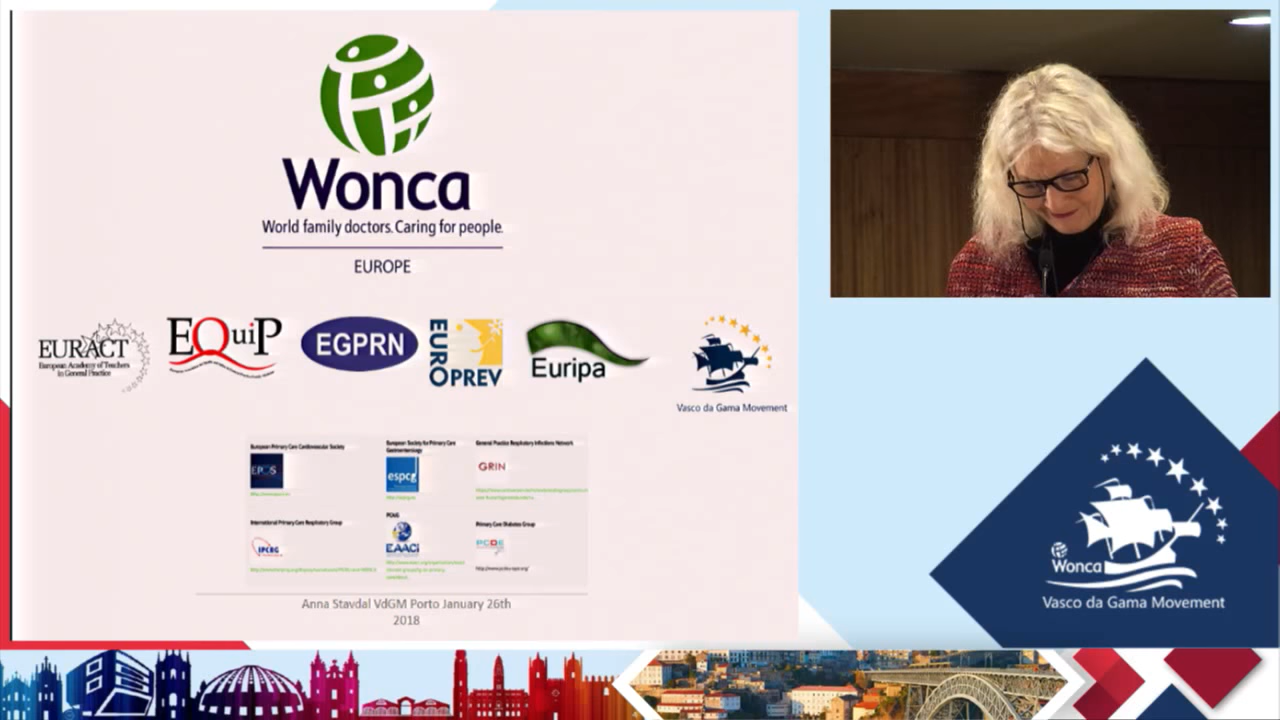 Wonca
World family doctors. Caring for people.
EUROPE
EURACT
European Academy of Teachers
in General Practice
EQuiP
EGPRN
EURO
PREV
Euripa
Vasco da Gama Movement
European Primary Care Cardiovascular Society
European Society for Primary Care
Gastroenterology
General Practice Respiratory Infections Network
espcg
GRIN
International Primary Care Respiratory Group
Primary Care Diabetes Group
IPCRG
EAACI
PCDE
Anna Stavdal VdGM Porto January 26th
2018
Wonca
Vasco da Gama Movement